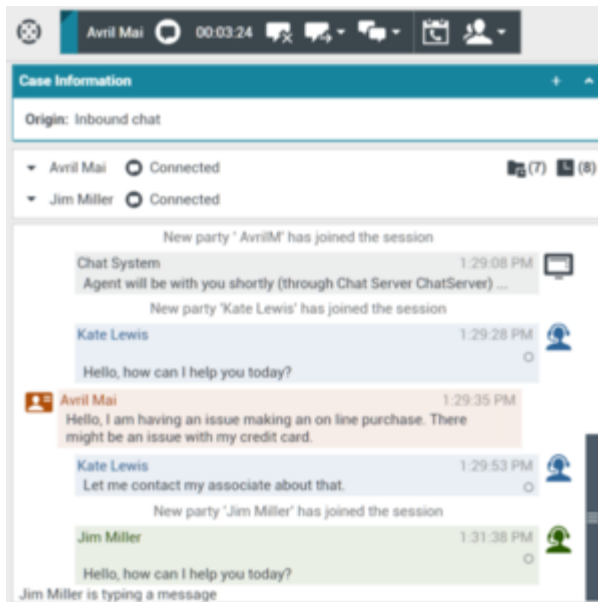 Avril Mai 00:03:24
Case Information
Origin: Inbound chat
Avril Mai Connected (7) (8)
Jim Miller Connected
New party ' AvrilM' has joined the session
Chat System 1:29:08 PM
Agent will be with you shortly (through Chat Server ChatServer) ...
New party 'Kate Lewis' has joined the session
Kate Lewis 1:29:28 PM
Hello, how can I help you today?
Avril Mai 1:29:35 PM
Hello, I am having an issue making an on line purchase. There
might be an issue with my credit card.
Kate Lewis 1:29:53 PM
Let me contact my associate about that.
New party 'Jim Miller' has joined the session
Jim Miller 1:31:38 PM
Hello, how can I help you today?
Jim Miller is typing a message